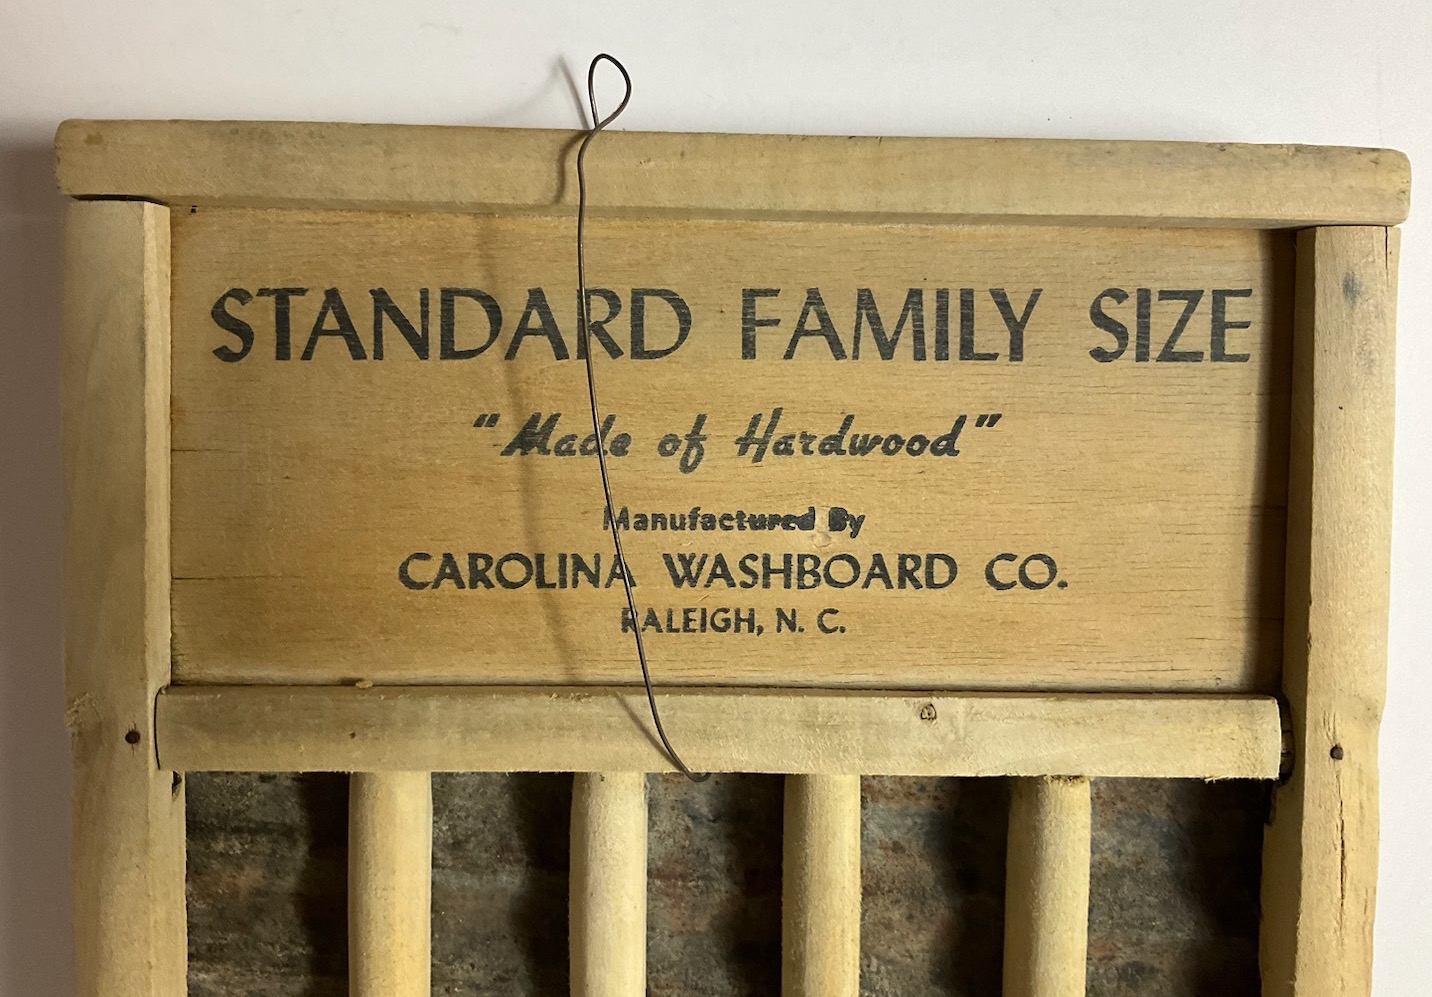 STANDARD FAMILY SIZE
"Made of Hardwood"
Manufactured By
CAROLINA WASHBOARD CO.
RALEIGH, N. C.